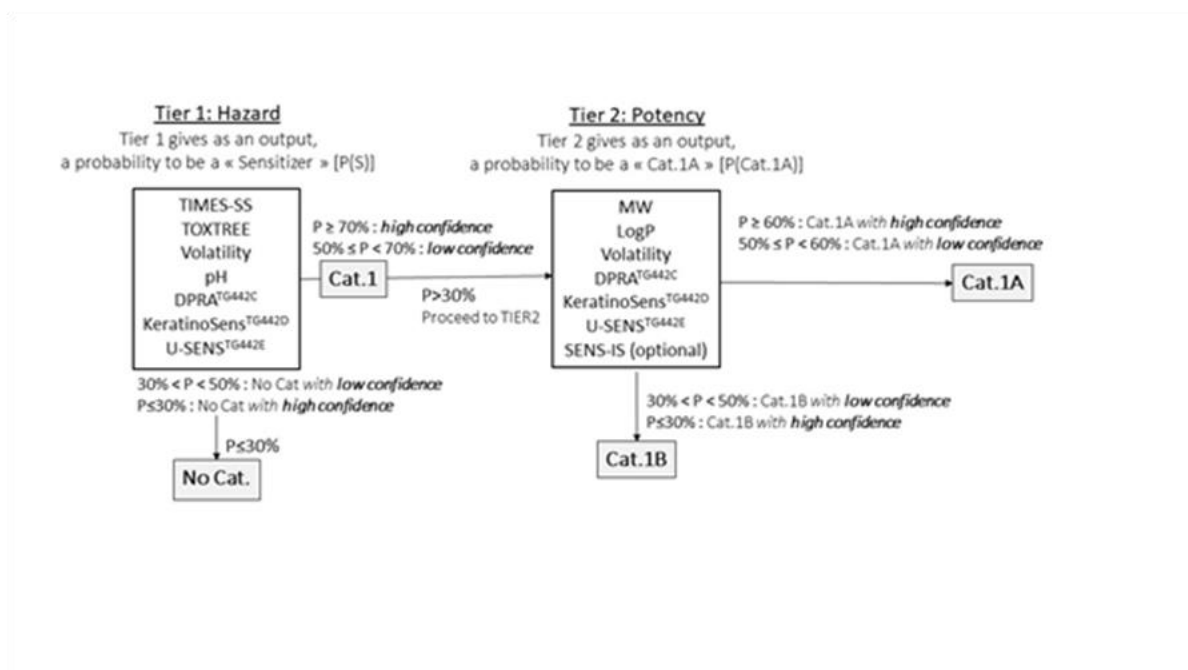 Tier 1: Hazard
Tier 1 gives as an output,
a probability to be a « Sensitizer » [P(S)]
TIMES-SS
TOXTREE
Volatility
pH
DPRATG442C
KeratinoSensTG442D
U-SENSTG442E
P ≥ 70% : high confidence
50% ≤ P < 70% : low confidence
Cat.1
P>30%
Proceed to TIER2
30% < P < 50% : No Cat with low confidence
P≤30% : No Cat with high confidence
P≤30%
No Cat.
Tier 2: Potency
Tier 2 gives as an output,
a probability to be a « Cat.1A » [P(Cat.1A)]
MW
LogP
Volatility
DPRATG442C
KeratinoSensTG442D
U-SENSTG442E
SENS-IS (optional)
P ≥ 60% : Cat.1A with high confidence
50% ≤ P < 60% : Cat.1A with low confidence
Cat.1A
30% < P < 50% : Cat.1B with low confidence
P≤30% : Cat.1B with high confidence
Cat.1B